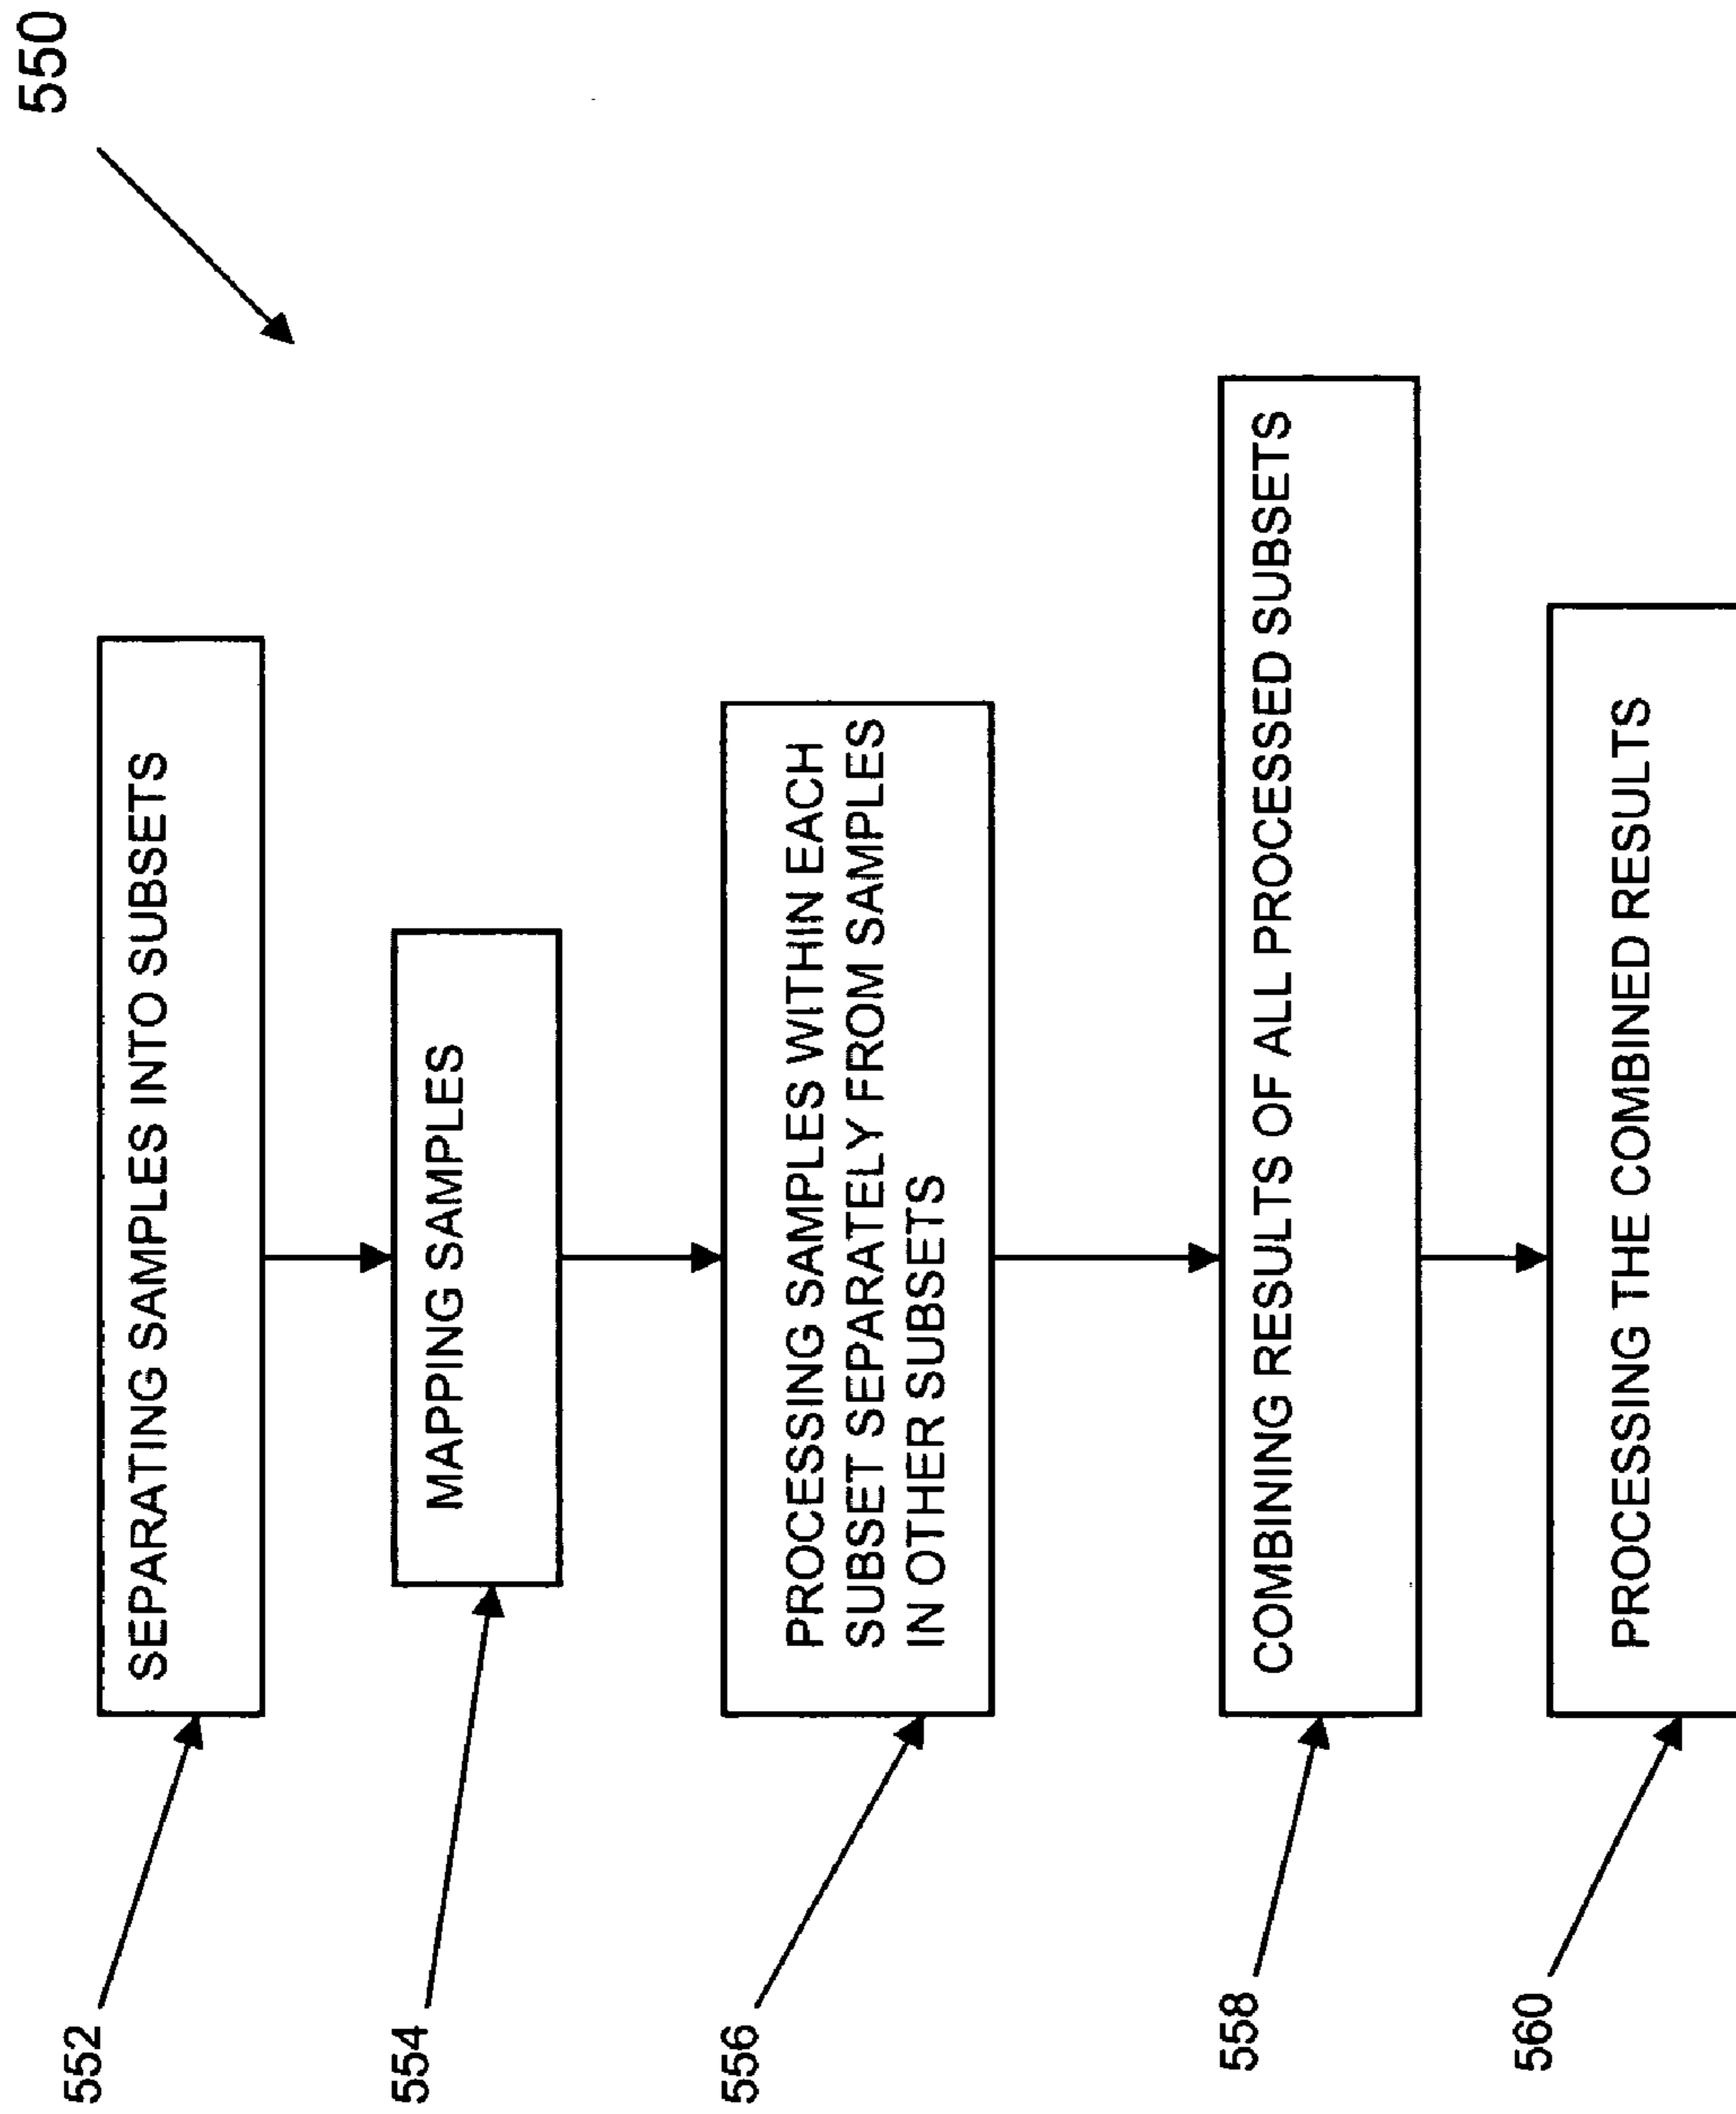 550
552
SEPARATING SAMPLES INTO SUBSETS
554
MAPPING SAMPLES
556
PROCESSING SAMPLES WITHIN EACH
SUBSET SEPARATELY FROM SAMPLES
IN OTHER SUBSETS
558
COMBINING RESULTS OF ALL PROCESSED SUBSETS
560
PROCESSING THE COMBINED RESULTS